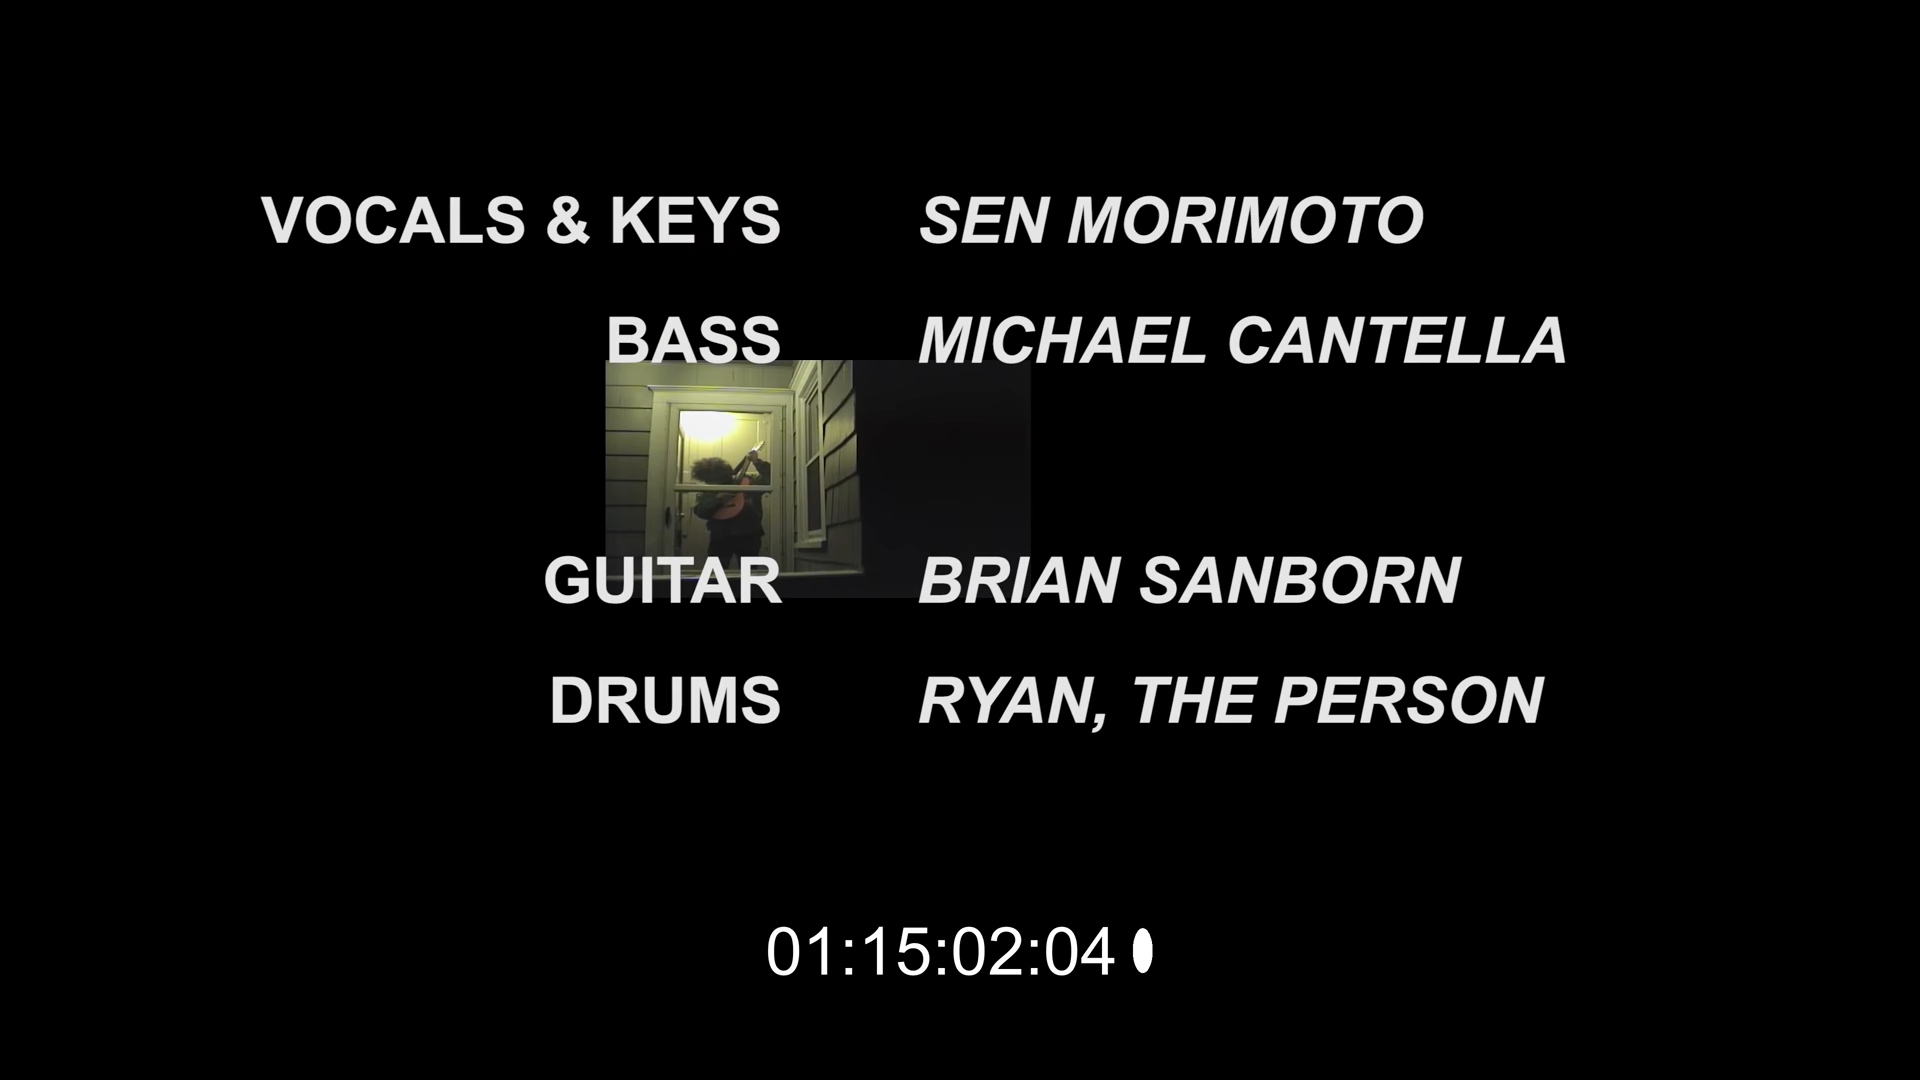 VOCALS & KEYS SEN MORIMOTO
BASS MICHAEL CANTELLA
GUITAR BRIAN SANBORN
DRUMS RYAN, THE PERSON
01:15:02:04